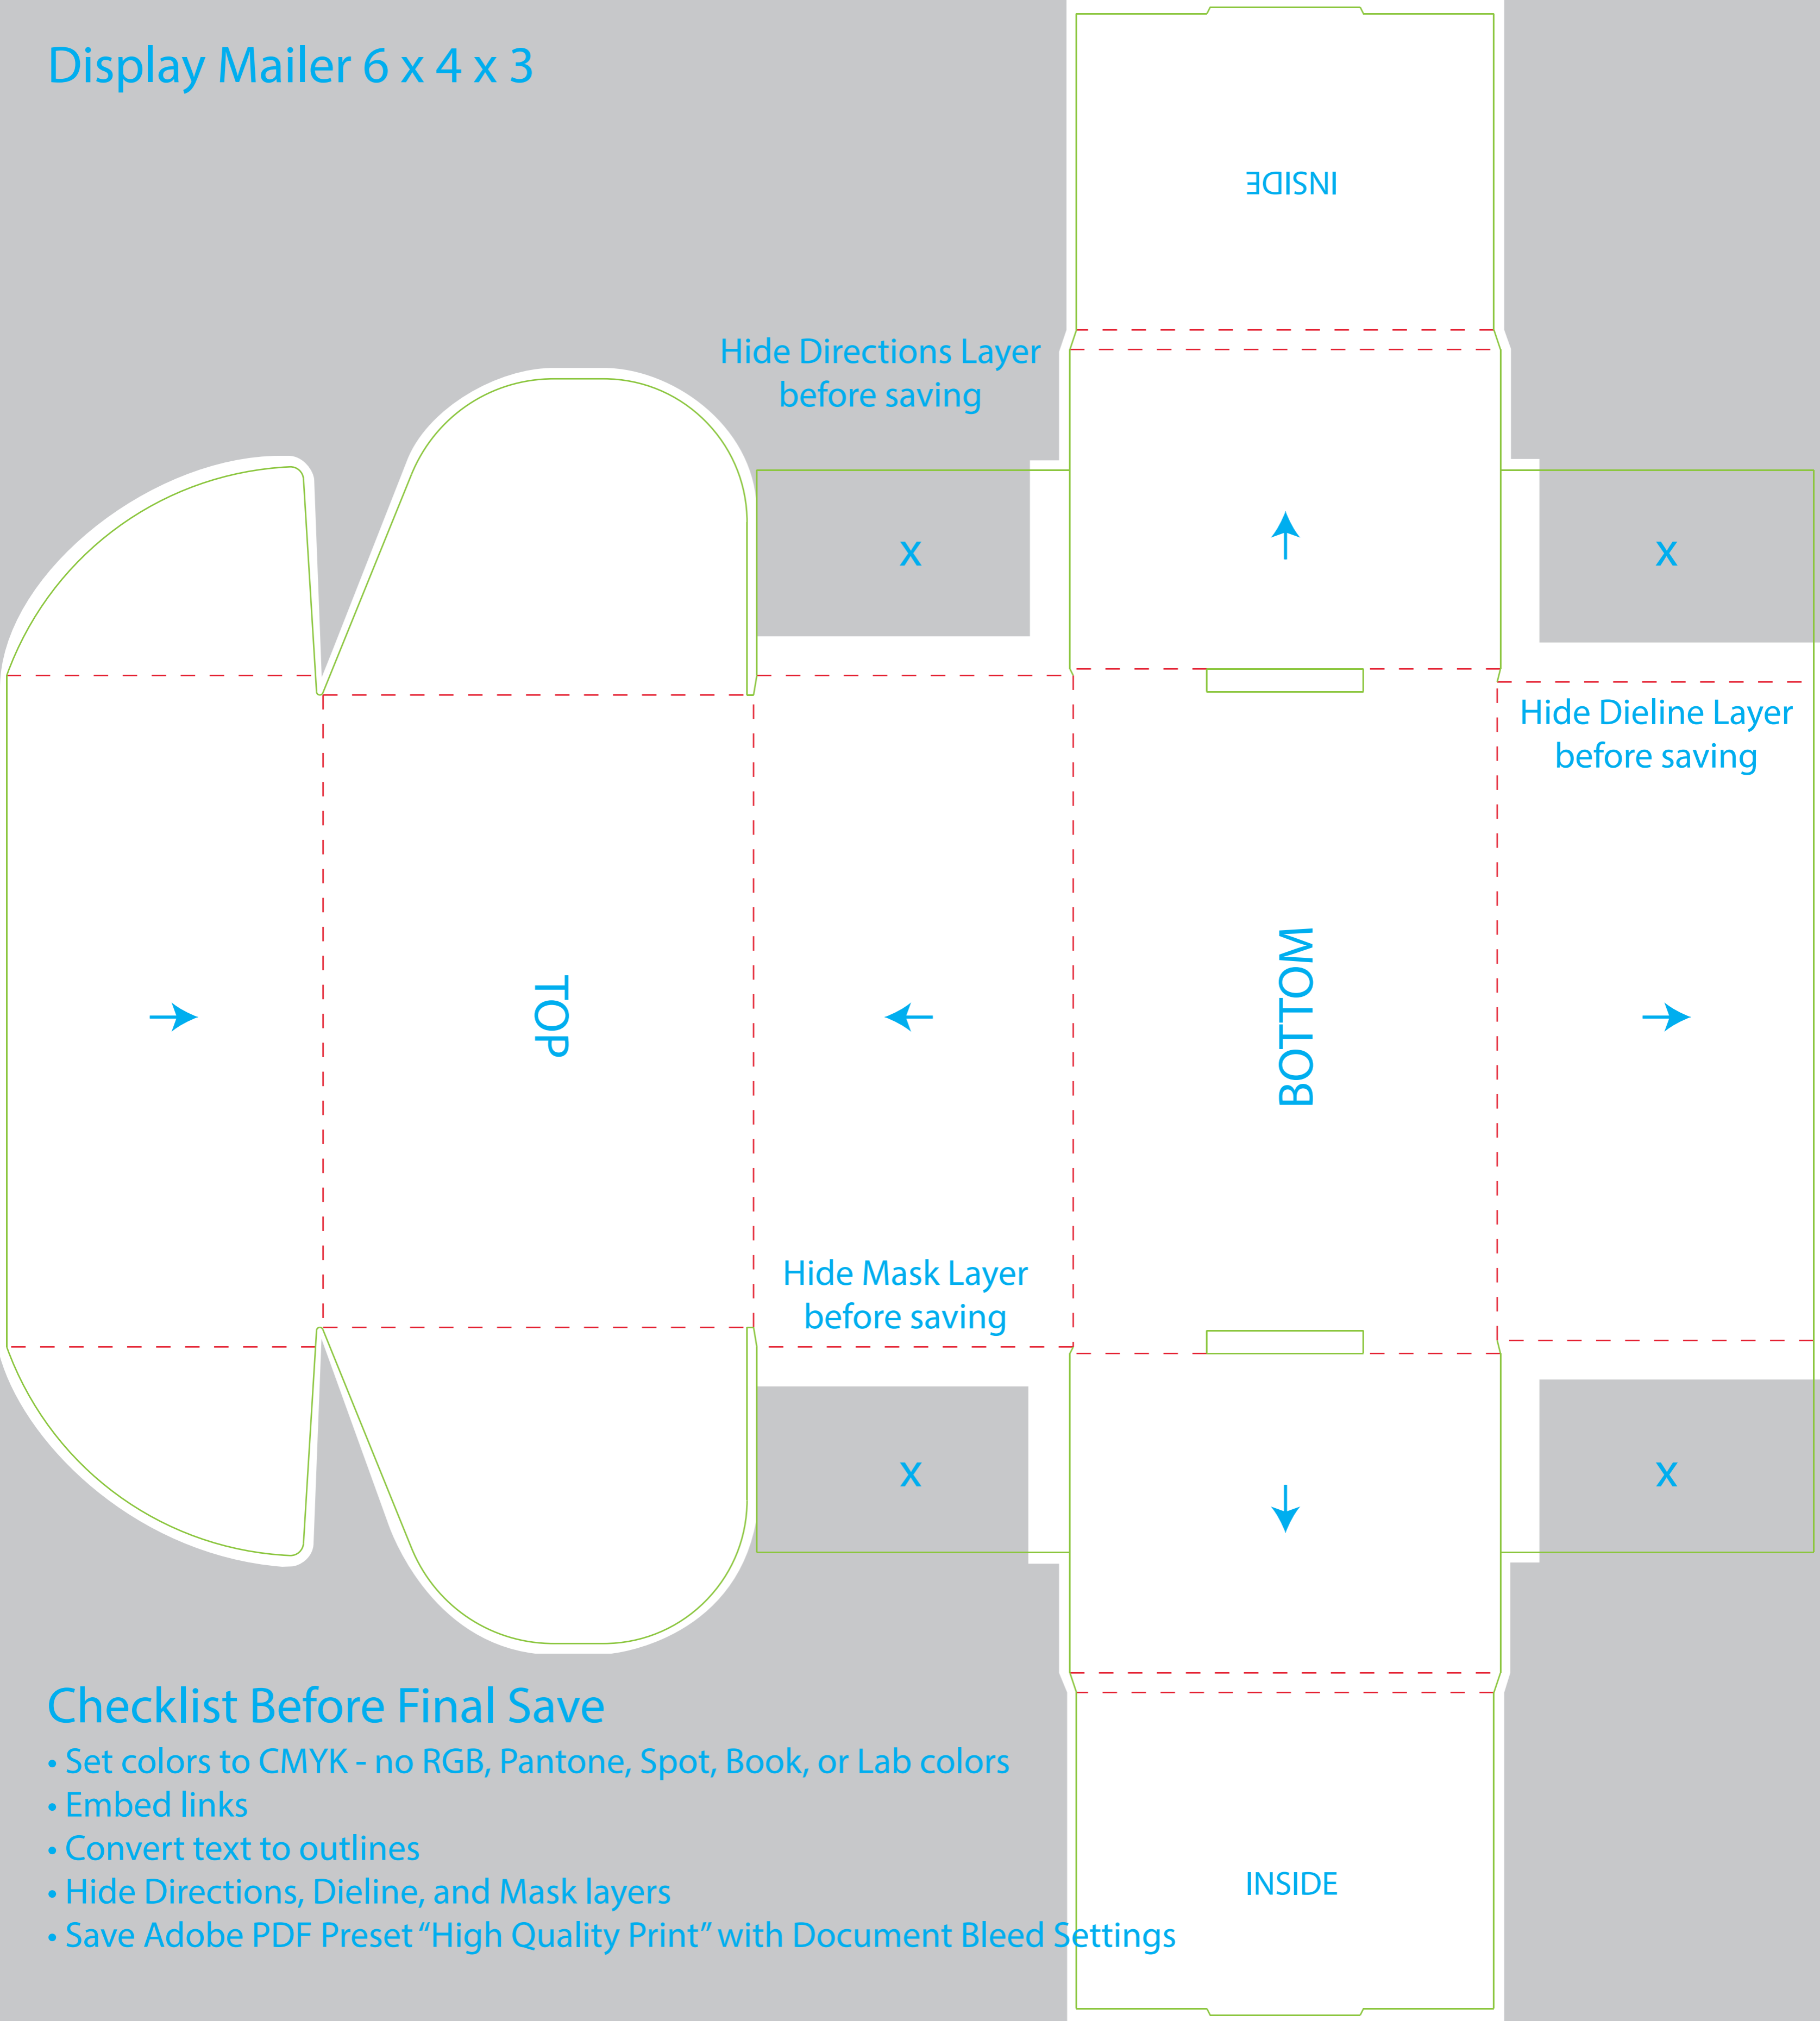 Display Mailer 6 x 4 x 3
INSIDE
Hide Directions Layer
before saving
x
x
Hide Dieline Layer
before saving
TOP
BOTTOM
Hide Mask Layer
before saving
x
x
Checklist Before Final Save
• Set colors to CMYK - no RGB, Pantone, Spot, Book, or Lab colors
• Embed links
• Convert text to outlines
• Hide Directions, Dieline, and Mask layers
• Save Adobe PDF Preset “High Quality Print” with Document Bleed Settings
INSIDE